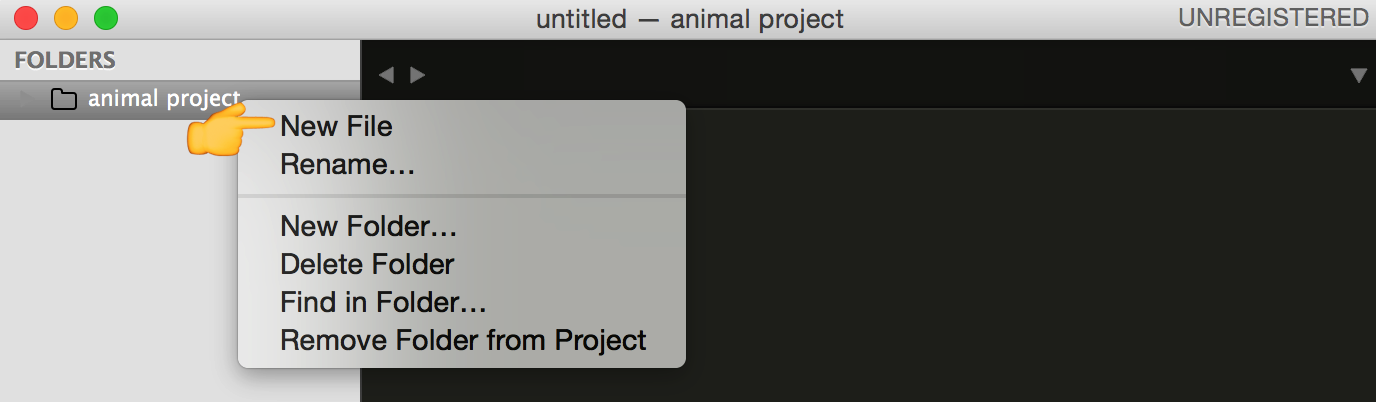 untitled — animal project
UNREGISTERED
FOLDERS
animal project
New File
Rename...
New Folder...
Delete Folder
Find in Folder...
Remove Folder from Project